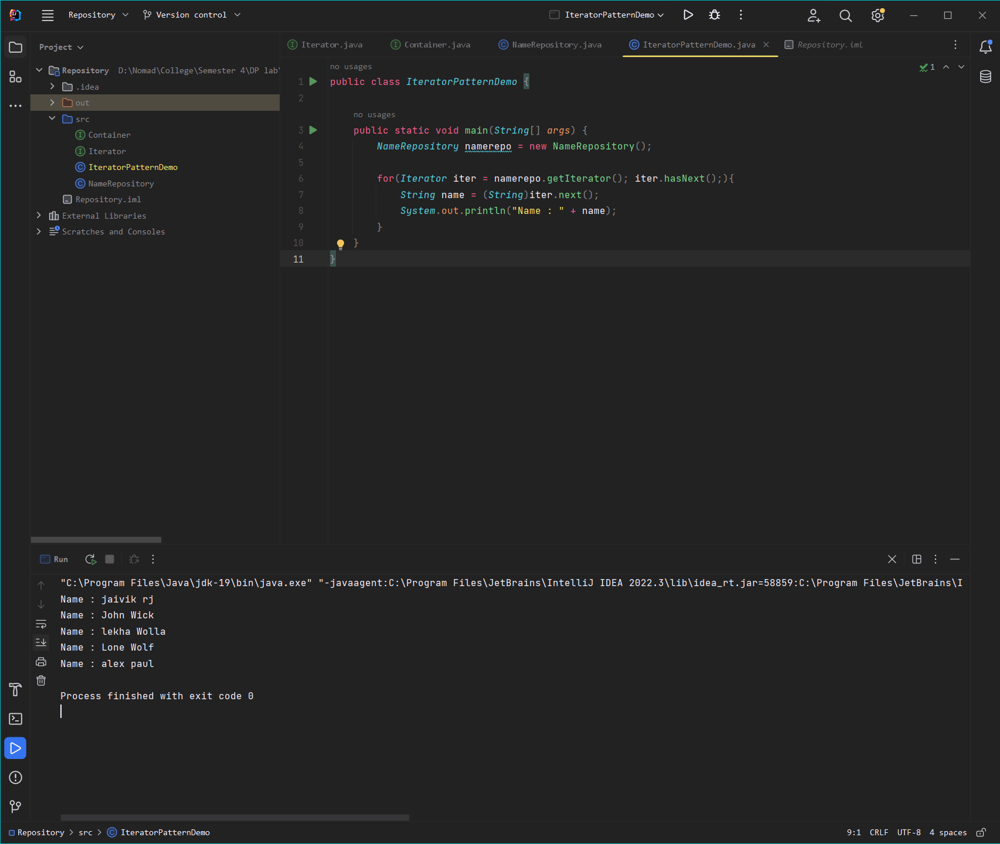 Repository Version control IteratorPatternDemo
Project
Iterator.java Container.java NameRepository.java IteratorPatternDemo.java Repository.iml
Repository D:\Nomad\College\Semester 4\DP lab\
.idea
out
src
Container
Iterator
IteratorPatternDemo
NameRepository
Repository.iml
External Libraries
Scratches and Consoles
no usages
1
1 public class IteratorPatternDemo {
2
no usages
3 public static void main(String[] args) {
4 NameRepository namerepo = new NameRepository();
5
6 for(Iterator iter = namerepo.getIterator(); iter.hasNext();){
7 String name = (String)iter.next();
8 System.out.println("Name : " + name);
9 }
10 }
11 }
Run
"C:\Program Files\Java\jdk-19\bin\java.exe" "-javaagent:C:\Program Files\JetBrains\IntelliJ IDEA 2022.3\lib\idea_rt.jar=58859:C:\Program Files\JetBrains\I
Name : jaivik rj
Name : John Wick
Name : lekha Wolla
Name : Lone Wolf
Name : alex paul
Process finished with exit code 0
Repository src IteratorPatternDemo 9:1 CRLF UTF-8 4 spaces